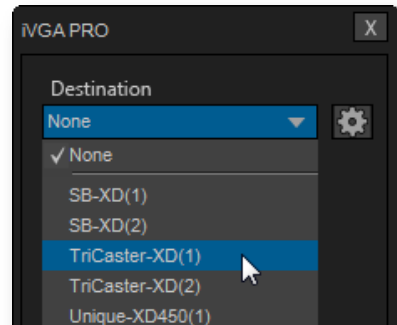 iVGA PRO
X
Destination
None
✓ None
SB-XD(1)
SB-XD(2)
TriCaster-XD(1)
TriCaster-XD(2)
Unique-XD450(1)